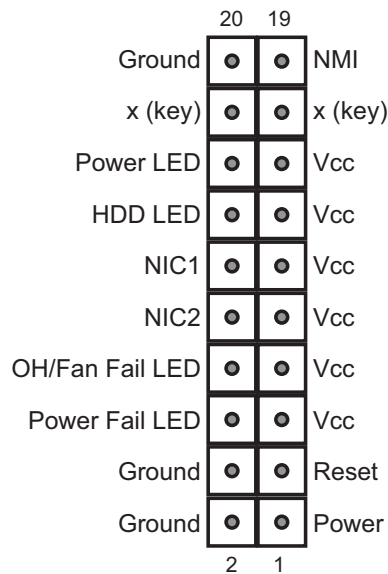 20 19
Ground NMI
x (key) x (key)
Power LED Vcc
HDD LED Vcc
NIC1 Vcc
NIC2 Vcc
OH/Fan Fail LED Vcc
Power Fail LED Vcc
Ground Reset
Ground Power
2 1